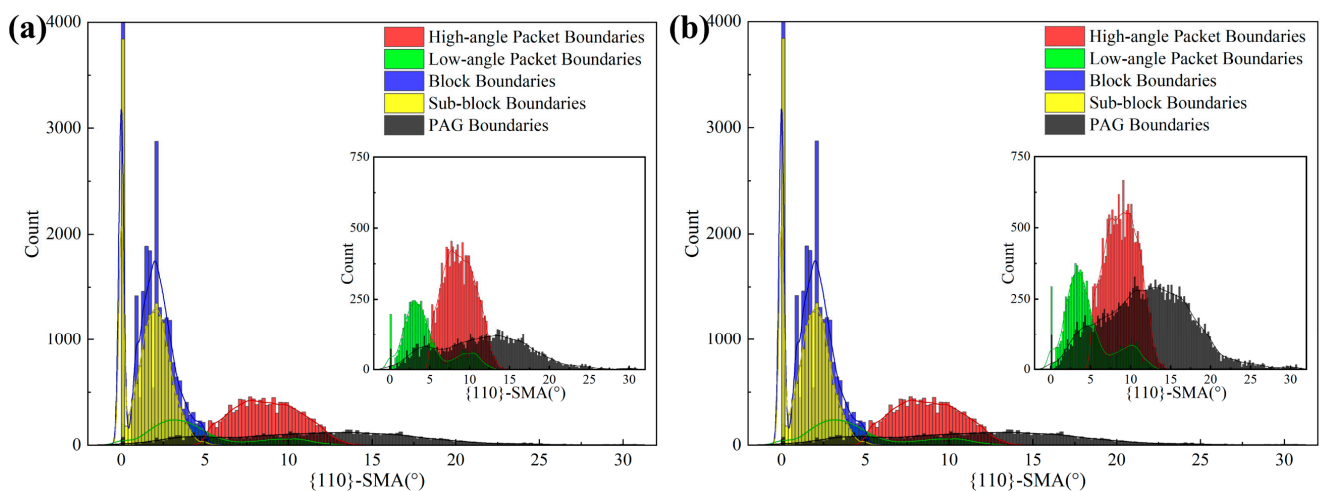 (a)
4000
3000
2000
1000
0
Count
High-angle Packet Boundaries
Low-angle Packet Boundaries
Block Boundaries
Sub-block Boundaries
PAG Boundaries
750
500
250
0
Count
0 5 10 15 20 25 30
{110}-SMA(°)
0 5 10 15 20 25 30
{110}-SMA(°)
(b)
4000
3000
2000
1000
0
Count
High-angle Packet Boundaries
Low-angle Packet Boundaries
Block Boundaries
Sub-block Boundaries
PAG Boundaries
750
500
250
0
Count
0 5 10 15 20 25 30
{110}-SMA(°)
0 5 10 15 20 25 30
{110}-SMA(°)